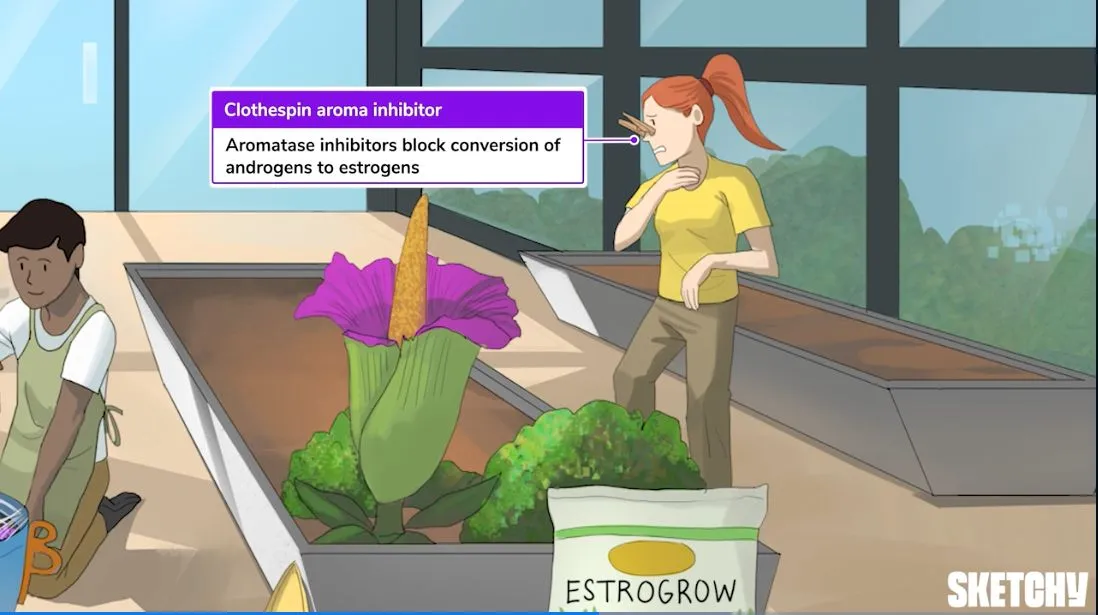 Clothespin aroma inhibitor
Aromatase inhibitors block conversion of
androgens to estrogens
β
ESTROGROW
SKETCHY